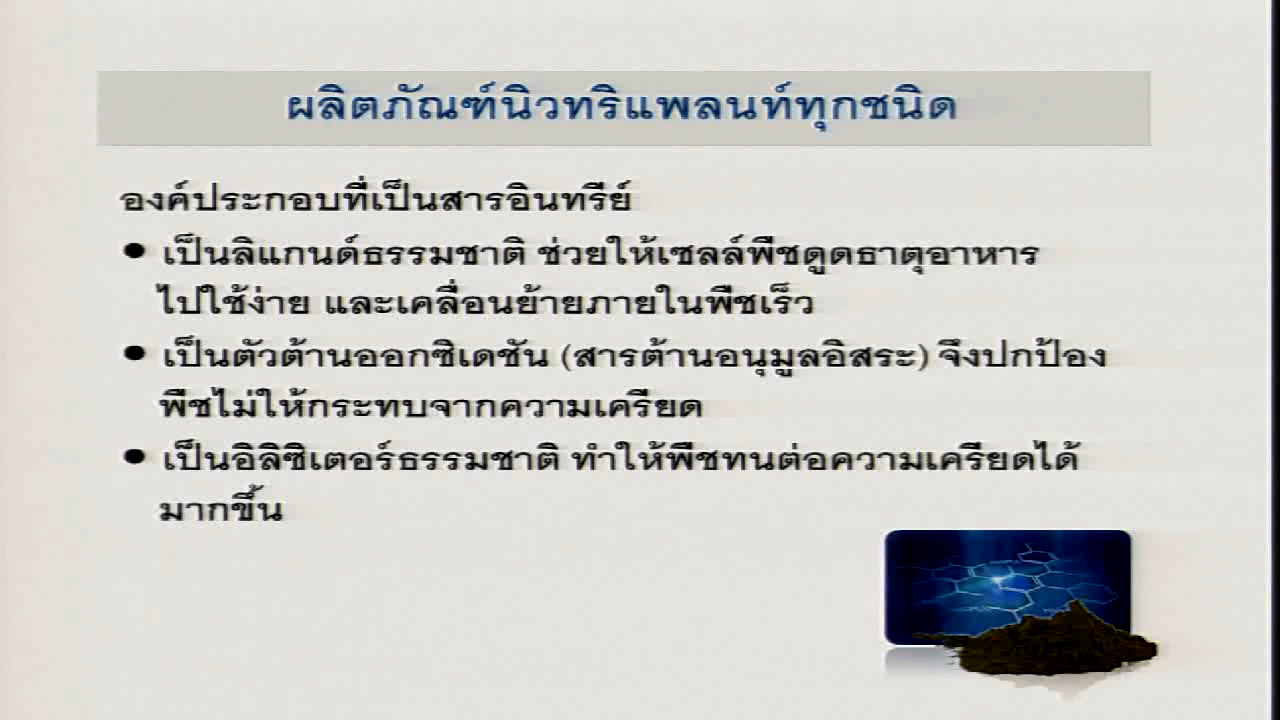 ผลิตภัณฑ์นิวทริแพลนท์ทุกชนิด
องค์ประกอบที่เป็นสารอินทรีย์
● เป็นลิแกนด์ธรรมชาติ ช่วยให้เซลล์พืชดูดธาตุอาหาร
ไปใช้ง่าย และเคลื่อนย้ายภายในพืชเร็ว
● เป็นตัวต้านออกซิเดชัน (สารต้านอนุมูลอิสระ) จึงปกป้อง
พืชไม่ให้กระทบจากความเครียด
● เป็นอิลิซิเตอร์ธรรมชาติ ทำให้พืชทนต่อความเครียดได้
มากขึ้น